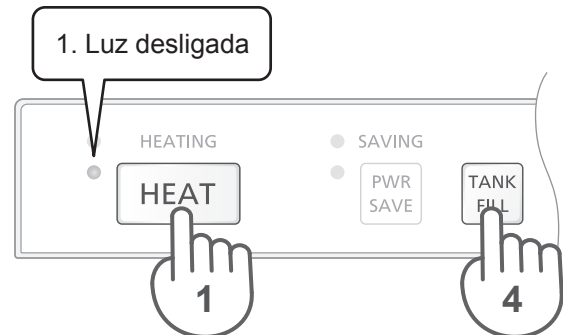 1. Luz desligada
HEATING
SAVING
HEAT
PWR
SAVE
TANK
FILL
1
4